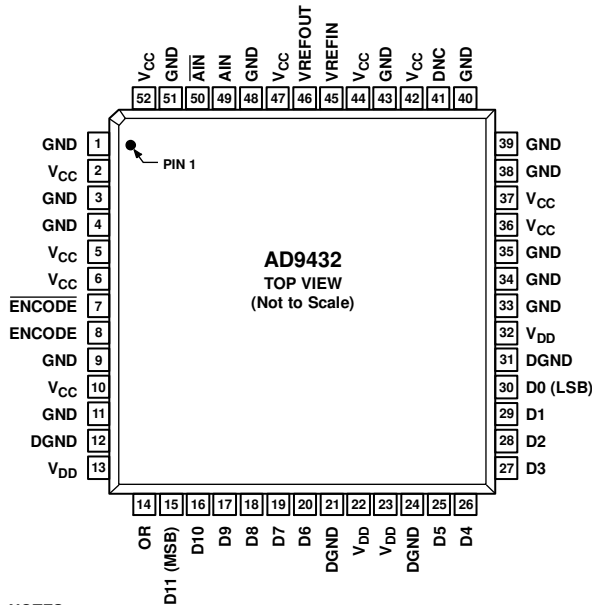 VCC GND AIN AIN GND VCC VREFOUT VREFIN VCC GND VCC DNC GND
52 51 50 49 48 47 46 45 44 43 42 41 40
GND 1
VCC 2
GND 3
GND 4
VCC 5
VCC 6
ENCODE 7
ENCODE 8
GND 9
VCC 10
GND 11
DGND 12
VDD 13
PIN 1
AD9432
TOP VIEW
(Not to Scale)
39 GND
38 GND
37 VCC
36 VCC
35 GND
34 GND
33 GND
32 VDD
31 DGND
30 D0 (LSB)
29 D1
28 D2
27 D3
14 15 16 17 18 19 20 21 22 23 24 25 26
OR D11 (MSB) D10 D9 D8 D7 D6 DGND VDD VDD DGND D5 D4